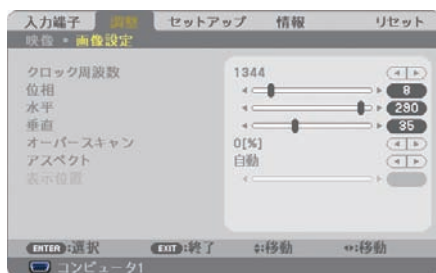 入力端子 調整 セットアップ 情報 リセット
映像 • 画像設定
クロック周波数 1344
位相 8
水平 290
垂直 35
オーバースキャン 0[%]
アスペクト 自動
表示位置
ENTER :選択 EXIT :終了 :移動 :移動
コンピュータ1